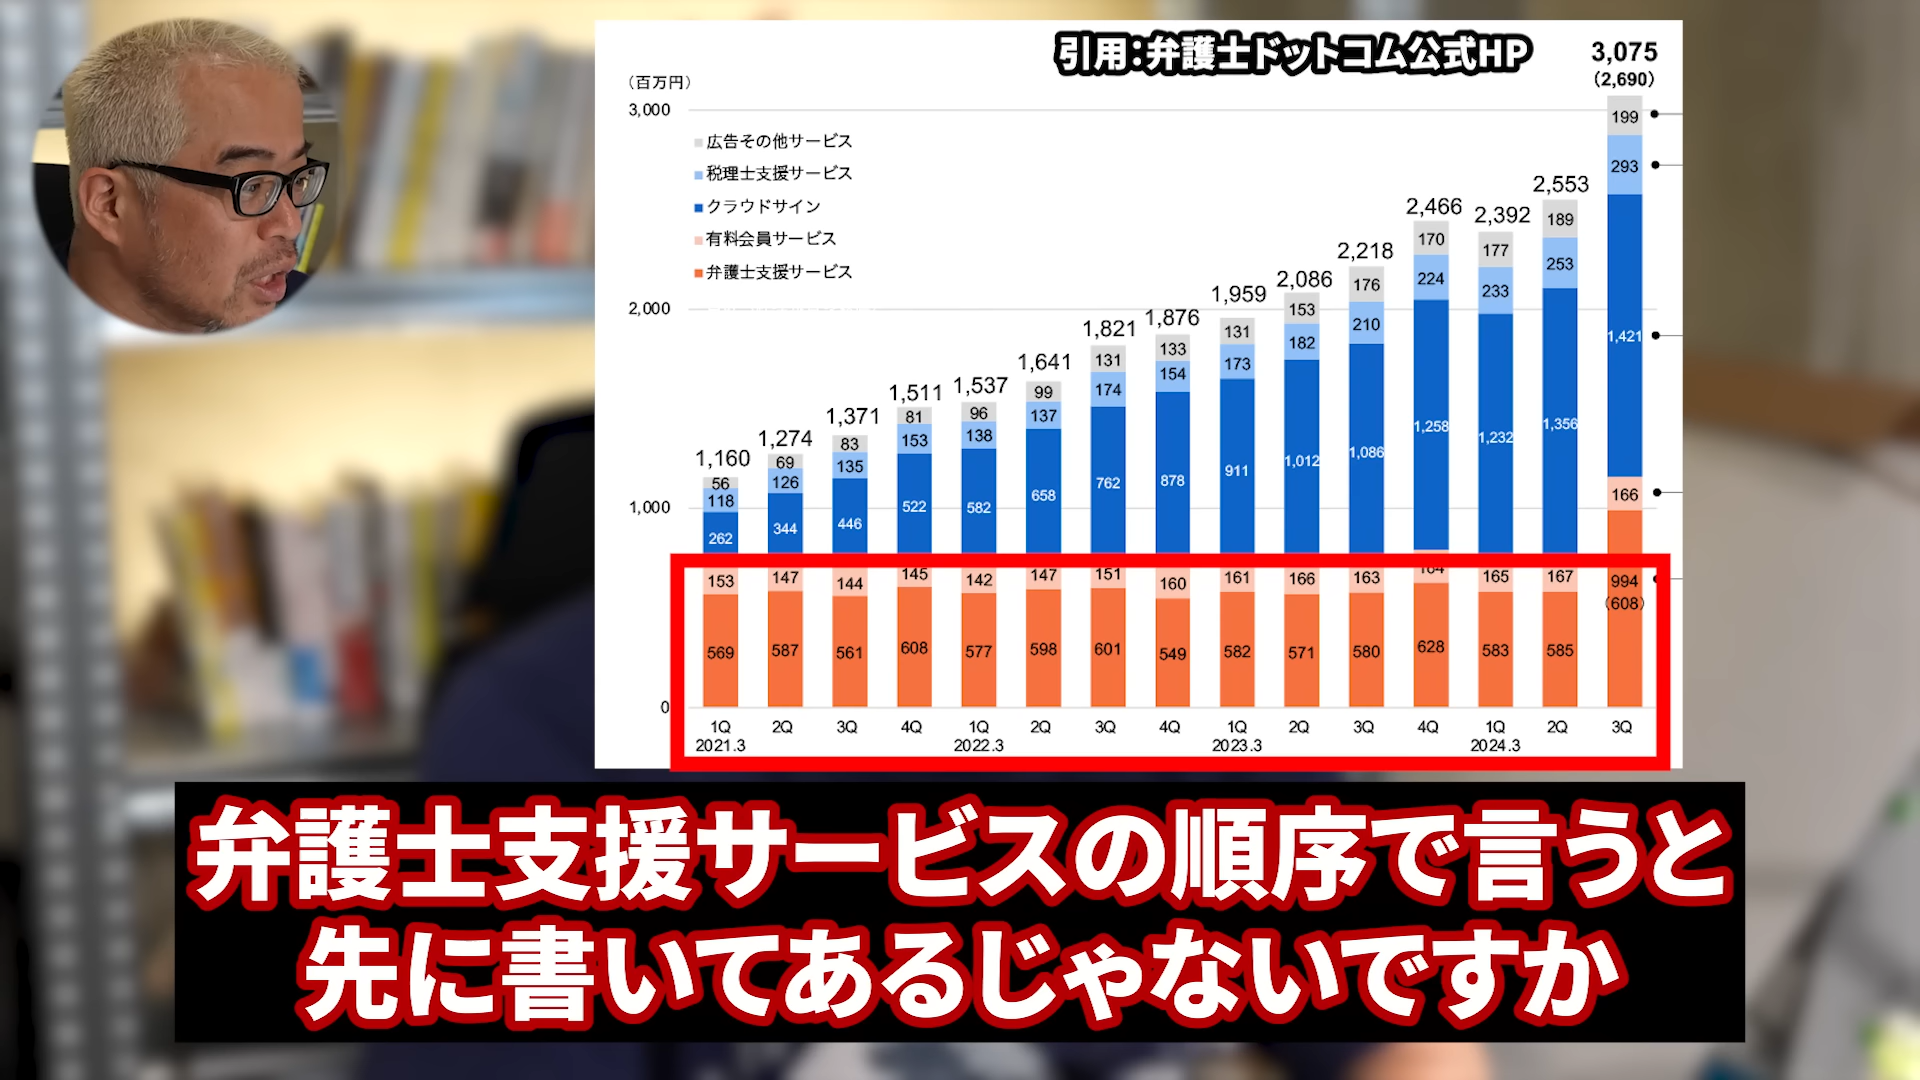 引用：弁護士ドットコム公式HP
3,075
(2,690)
（百万円）
3,000
2,000
1,000
0
広告その他サービス
税理士支援サービス
クラウドサイン
有料会員サービス
弁護士支援サービス
1,160 1,274 1,371 1,511 1,537 1,641 1,821 1,876 1,959 2,086 2,218 2,466 2,392 2,553
56 69 83 81 96 99 131 133 131 153 176 170 177 189 199
118 126 135 153 138 137 174 154 173 182 210 224 233 253 293
262 344 446 522 582 658 762 878 911 1,012 1,086 1,258 1,232 1,356 1,421
153 147 144 145 142 147 151 160 161 166 163 164 165 167 166
569 587 561 608 577 598 601 549 582 571 580 628 583 585 994
(608)
1Q 2Q 3Q 4Q 1Q 2Q 3Q 4Q 1Q 2Q 3Q 4Q 1Q 2Q 3Q
2021.3 2022.3 2023.3 2024.3
弁護士支援サービスの順序で言うと
先に書いてあるじゃないですか